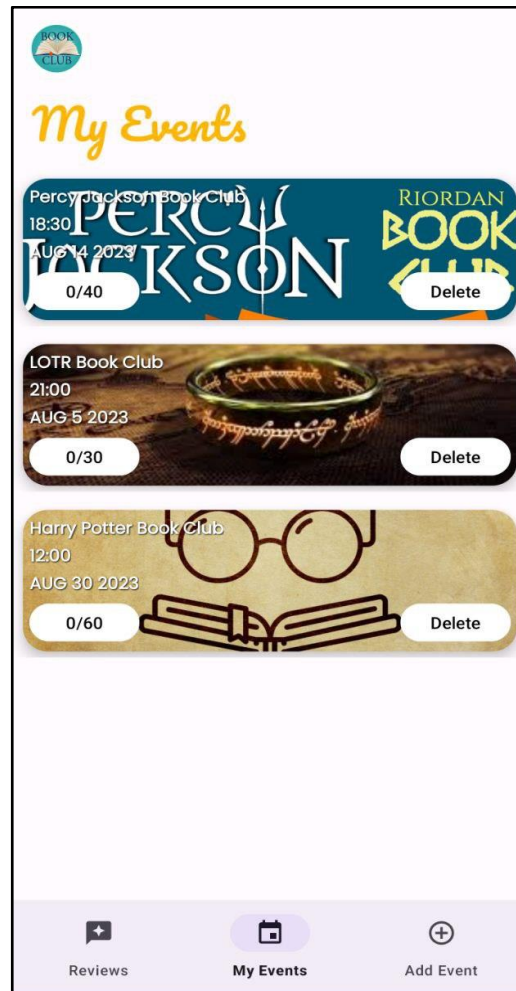 BOOK
CLUB
My Events
Percy Jackson Book Club
18:30
AUG 14 2023
PERCY
JACKSON
RIORDAN
BOOK
CLUB
0/40
Delete
LOTR Book Club
21:00
AUG 5 2023
0/30
Delete
Harry Potter Book Club
12:00
AUG 30 2023
0/60
Delete
Reviews
My Events
Add Event